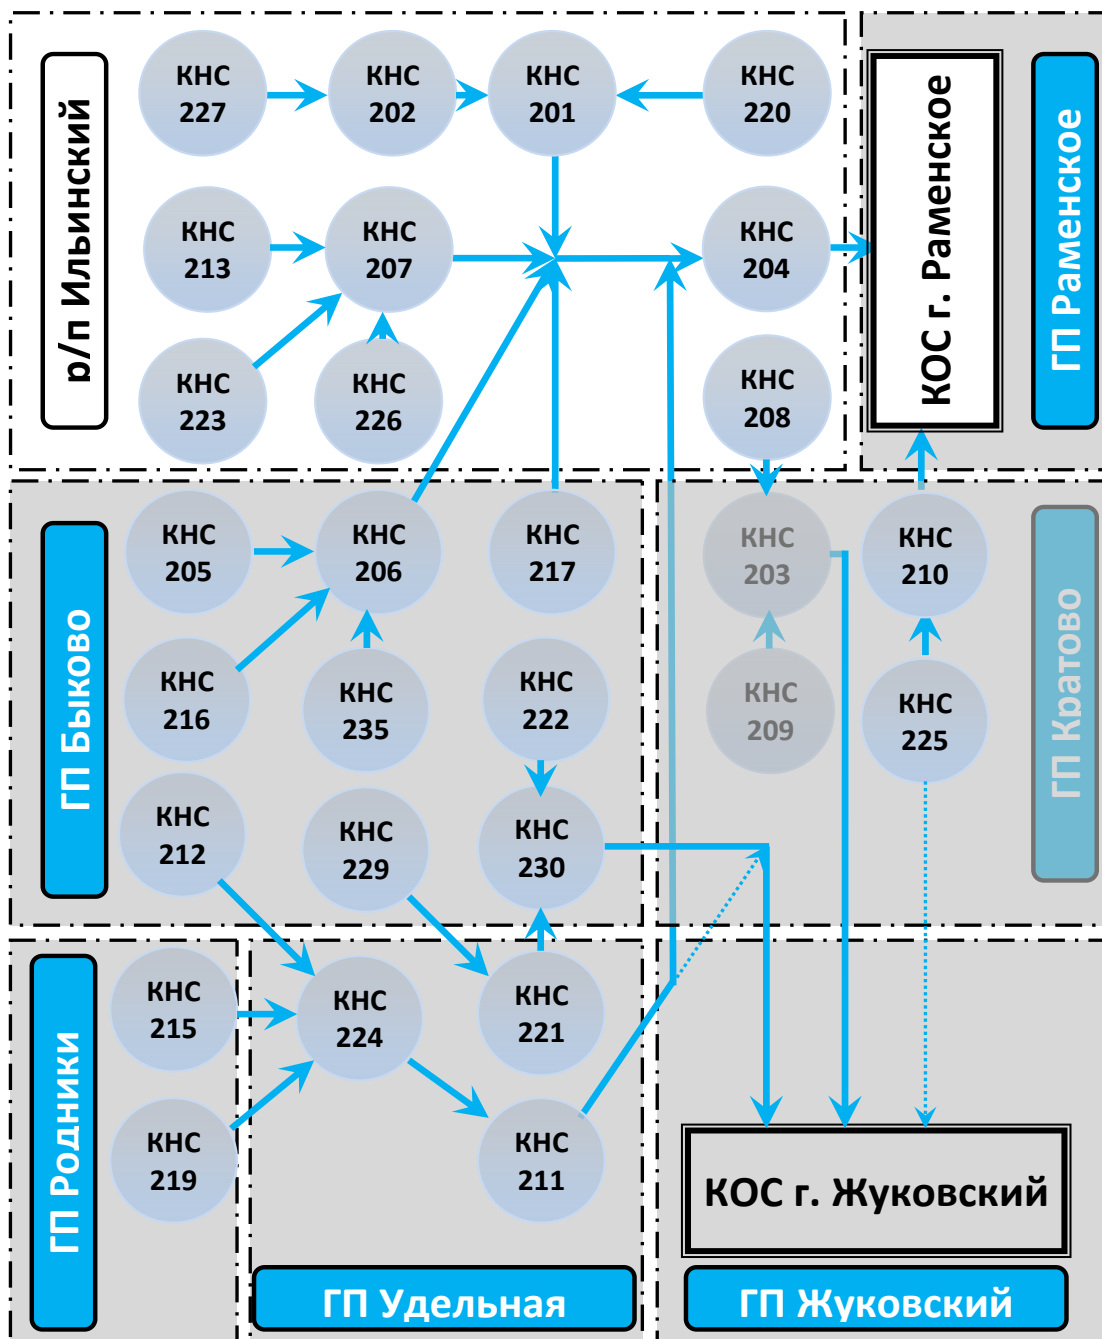 р/п Ильинский
КНС
227
КНС
202
КНС
201
КНС
220
КНС
213
КНС
207
КНС
204
КНС
223
КНС
226
КНС
208
КОС г. Раменское
ГП Раменское
ГП Быково
КНС
205
КНС
206
КНС
217
КНС
216
КНС
235
КНС
222
КНС
212
КНС
229
КНС
230
КНС
203
КНС
210
КНС
209
КНС
225
ГП Кратово
ГП Родники
КНС
215
КНС
219
КНС
224
КНС
221
КНС
211
ГП Удельная
КОС г. Жуковский
ГП Жуковский